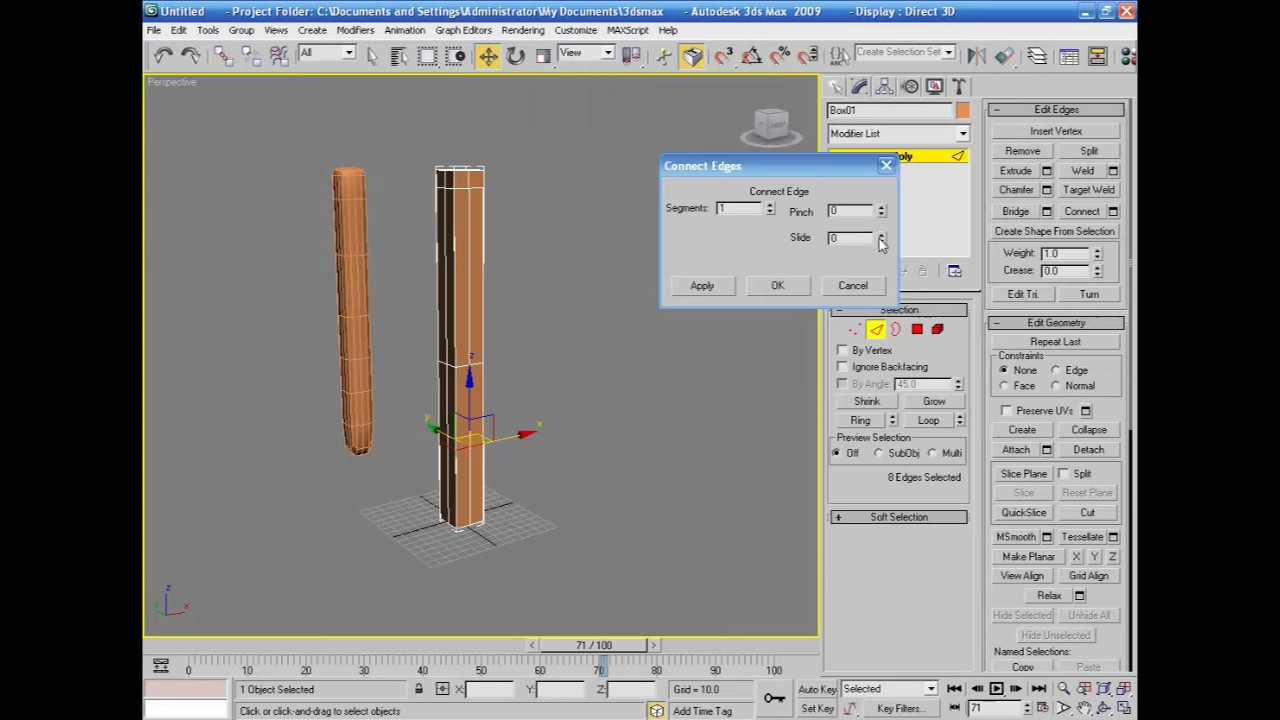 Untitled - Project Folder: C:\Documents and Settings\Administrator\My Documents\3dsmax - Autodesk 3ds Max 2009 - Display : Direct 3D
File Edit Tools Group Views Create Modifiers Animation Graph Editors Rendering Customize MAXScript Help
All View Create Selection Set
Perspective
Box01
Modifier List
Poly
Connect Edges
Connect Edge
Segments: 1 Pinch 0
Slide 0
Apply OK Cancel
Selection
By Vertex
Ignore Backfacing
By Angle: 45.0
Shrink Grow
Ring Loop
Preview Selection
Off SubObj Multi
8 Edges Selected
Soft Selection
Edit Edges
Insert Vertex
Remove Split
Extrude Weld
Chamfer Target Weld
Bridge Connect
Create Shape From Selection
Weight: 1.0
Crease: 0.0
Edit Tri. Turn
Edit Geometry
Repeat Last
Constraints
None Edge
Face Normal
Preserve UVs
Create Collapse
Attach Detach
Slice Plane Split
Slice Reset Plane
QuickSlice Cut
MSmooth Tessellate
Make Planar X Y Z
View Align Grid Align
Relax
Hide Selected Unhide All
Hide Unselected
Named Selections:
Copy Paste
z
y
x
z
y
x
71 / 100
0 10 20 30 40 50 60 70 80 90 100
1 Object Selected X: Y: Z: Grid = 10.0 Auto Key Selected
Click or click-and-drag to select objects Add Time Tag Set Key Key Filters... 71